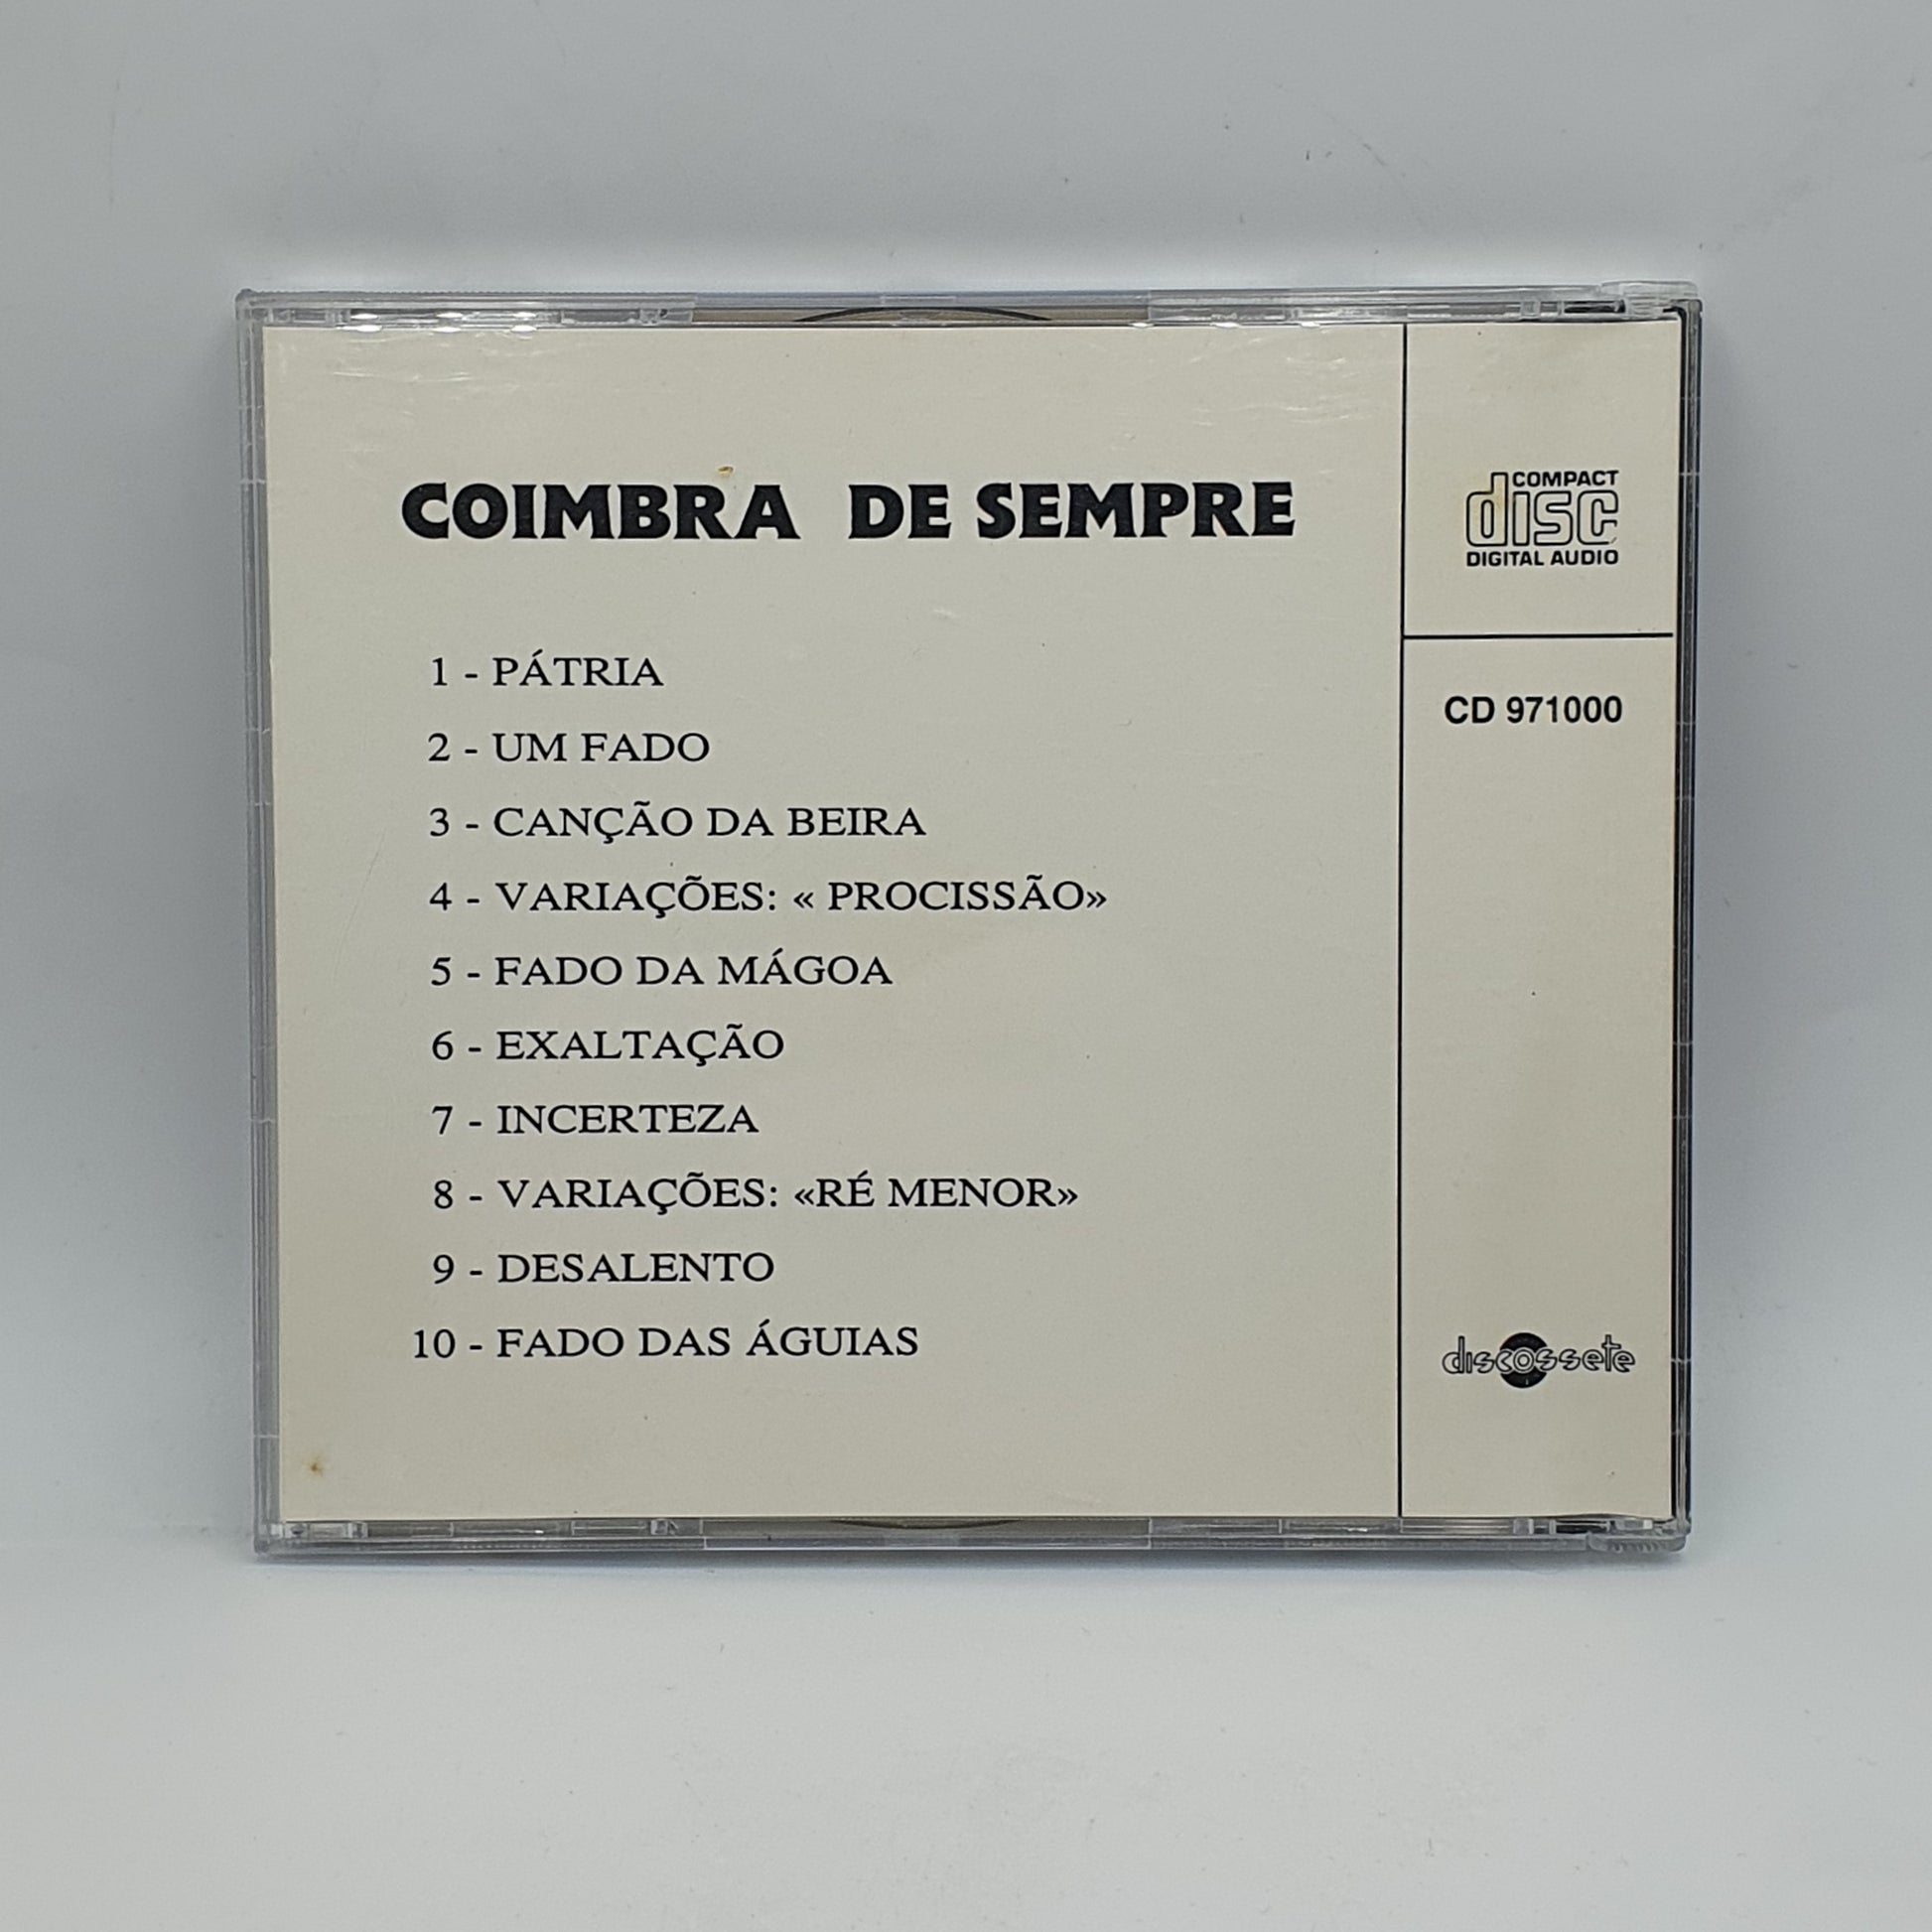 COIMBRA DE SEMPRE
1 - PÁTRIA
2 - UM FADO
3 - CANÇÃO DA BEIRA
4 - VARIAÇÕES: « PROCISSÃO»
5 - FADO DA MÁGOA
6 - EXALTAÇÃO
7 - INCERTEZA
8 - VARIAÇÕES: «RÉ MENOR»
9 - DESALENTO
10 - FADO DAS ÁGUIAS
COMPACT
disc
DIGITAL AUDIO
CD 971000
discossete